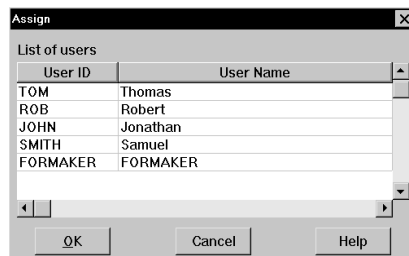 Assign
List of users
User ID User Name
TOM Thomas
ROB Robert
JOHN Jonathan
SMITH Samuel
FORMAKER FORMAKER
OK Cancel Help